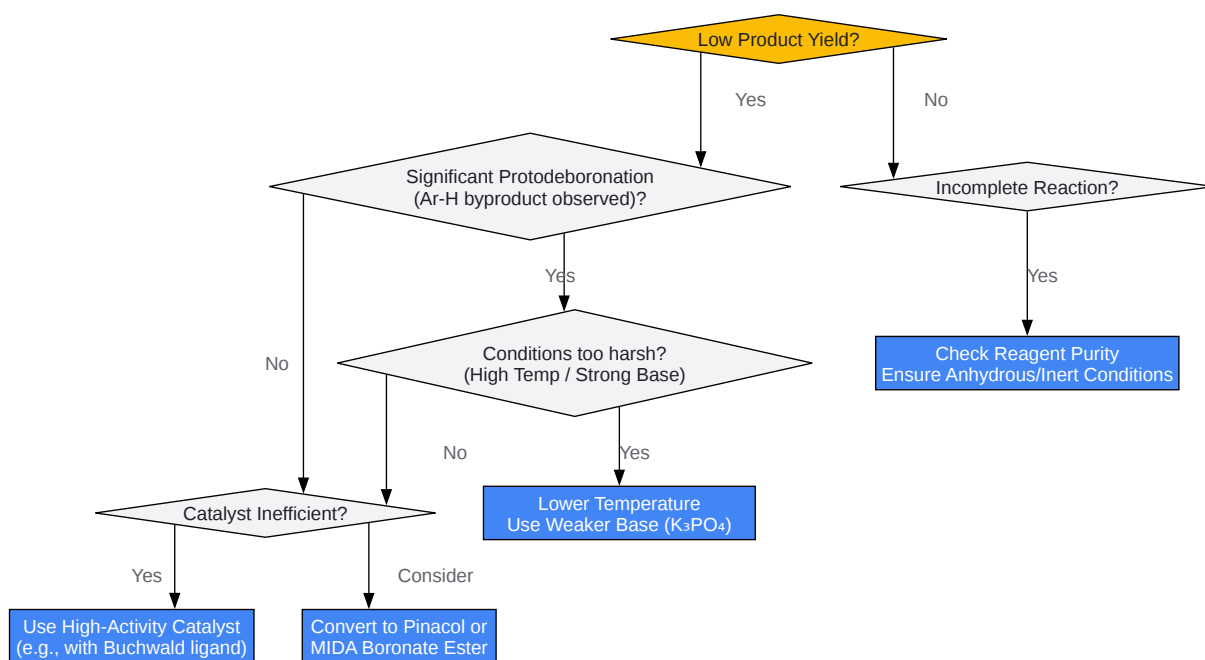 Low Product Yield?
Yes
No
Significant Protodeboronation
(Ar-H byproduct observed)?
Incomplete Reaction?
Yes
Yes
No
Conditions too harsh?
(High Temp / Strong Base)
Check Reagent Purity
Ensure Anhydrous/Inert Conditions
No
Yes
Catalyst Inefficient?
Lower Temperature
Use Weaker Base (K₃PO₄)
Yes
Consider
Use High-Activity Catalyst
(e.g., with Buchwald ligand)
Convert to Pinacol or
MIDA Boronate Ester